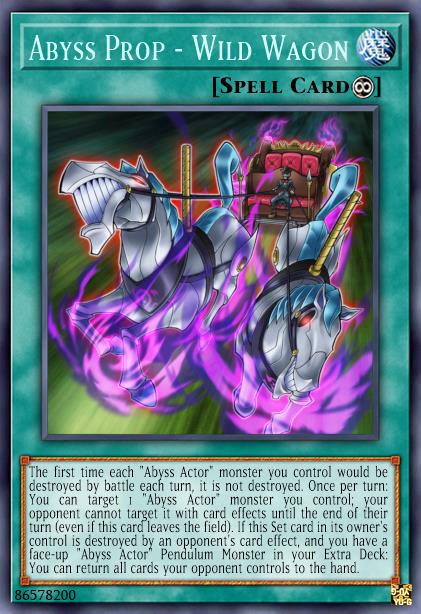 Abyss Prop - Wild Wagon
魔
[Spell Card]
The first time each "Abyss Actor" monster you control would be
destroyed by battle each turn, it is not destroyed. Once per turn:
You can target 1 "Abyss Actor" monster you control; your
opponent cannot target it with card effects until the end of their
turn (even if this card leaves the field). If this Set card in its owner's
control is destroyed by an opponent's card effect, and you have a
face-up "Abyss Actor" Pendulum Monster in your Extra Deck:
You can return all cards your opponent controls to the hand.
86578200